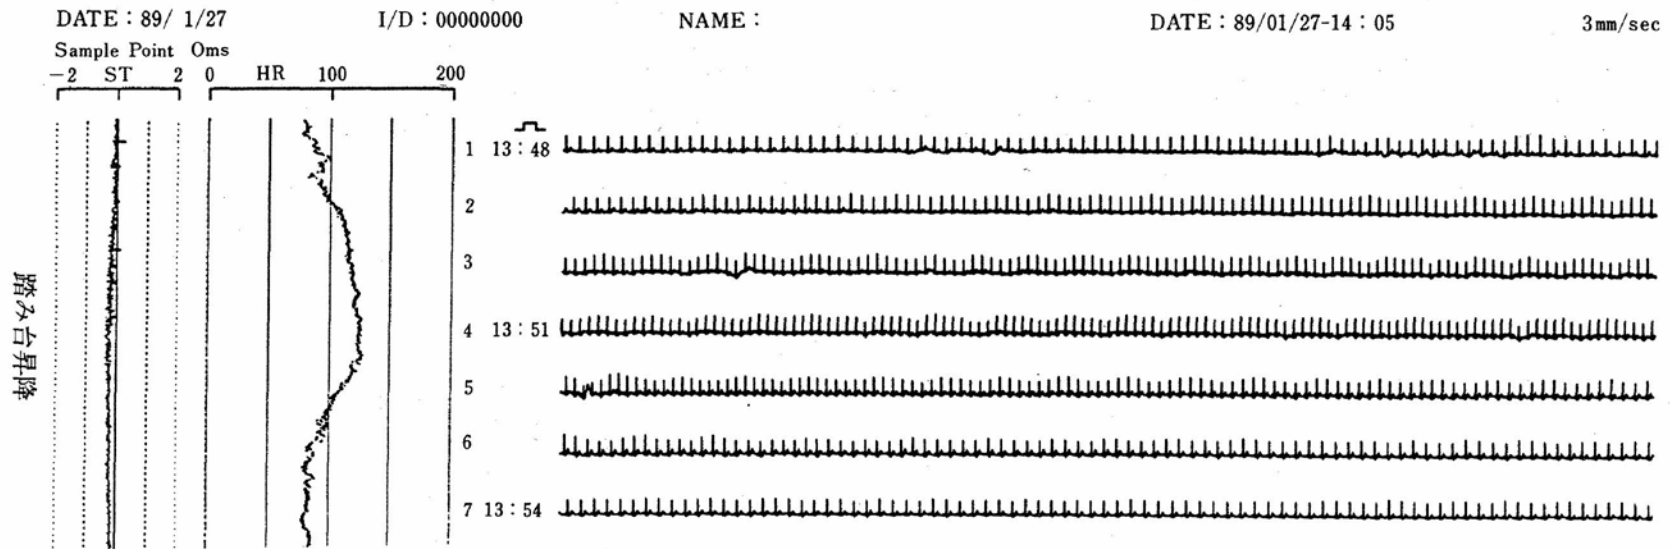 DATE：89/ 1/27 I/D：00000000 NAME： DATE：89/01/27-14：05 3mm/sec
Sample Point 0ms
−2 ST 2 0 HR 100 200
1 13：48
2
3
4 13：51
5
6
7 13：54
踏み台昇降